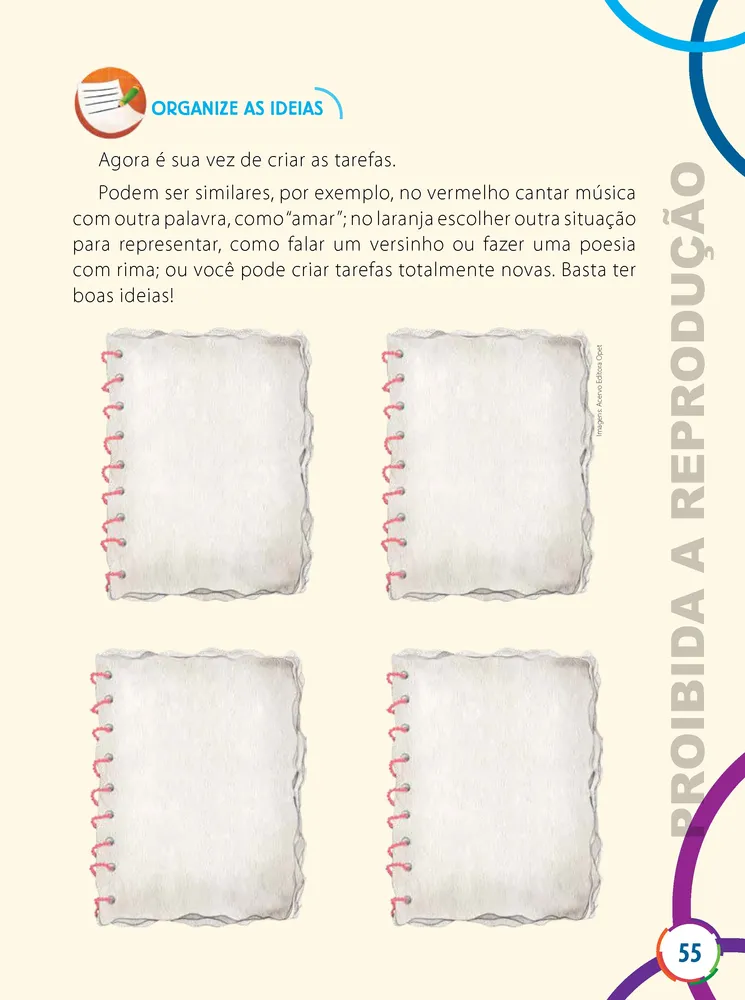 ORGANIZE AS IDEIAS
Agora é sua vez de criar as tarefas.
Podem ser similares, por exemplo, no vermelho cantar música
com outra palavra, como “amar”; no laranja escolher outra situação
para representar, como falar um versinho ou fazer uma poesia
com rima; ou você pode criar tarefas totalmente novas. Basta ter
boas ideias!
Imagens: Acervo Editora Opet
PROIBIDA A REPRODUÇÃO
55